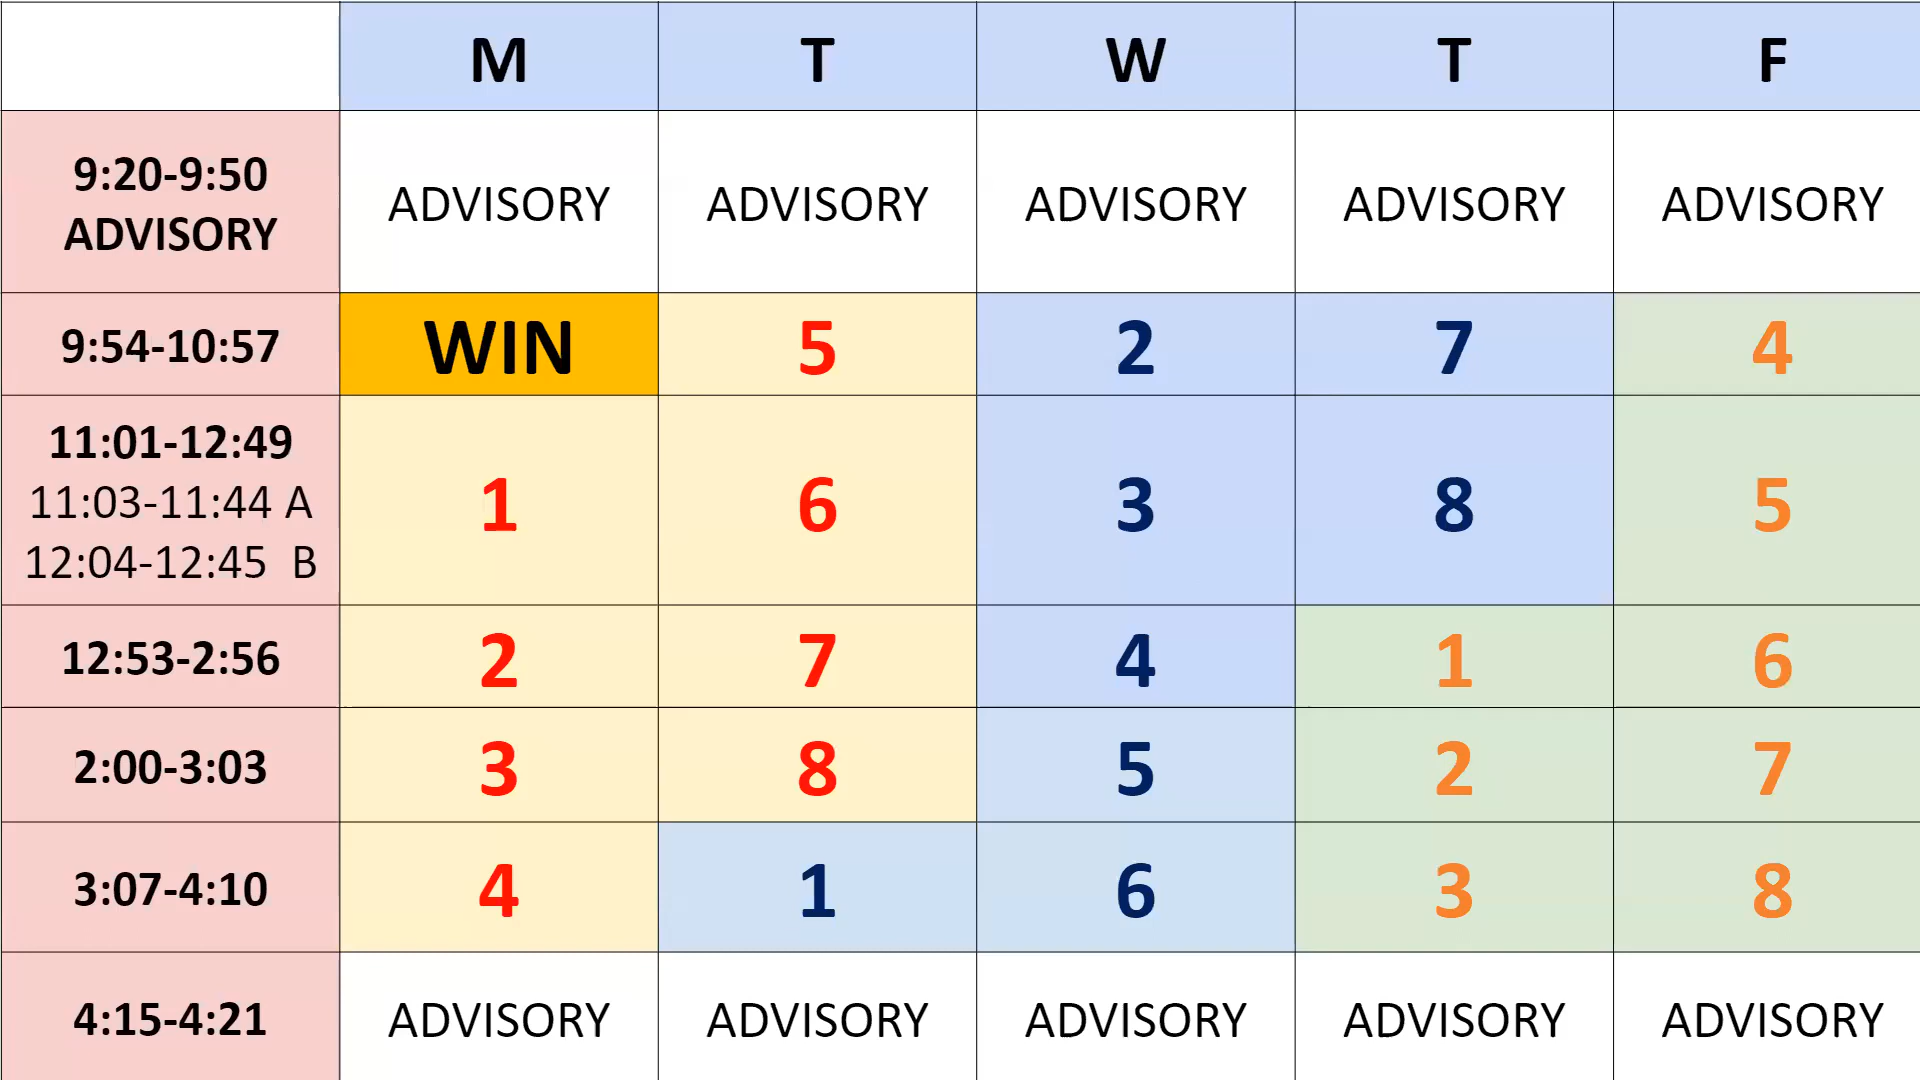 M T W T F
9:20-9:50
ADVISORY
ADVISORY ADVISORY ADVISORY ADVISORY ADVISORY
9:54-10:57 WIN 5 2 7 4
11:01-12:49
11:03-11:44 A
12:04-12:45 B
1 6 3 8 5
12:53-2:56 2 7 4 1 6
2:00-3:03 3 8 5 2 7
3:07-4:10 4 1 6 3 8
4:15-4:21 ADVISORY ADVISORY ADVISORY ADVISORY ADVISORY